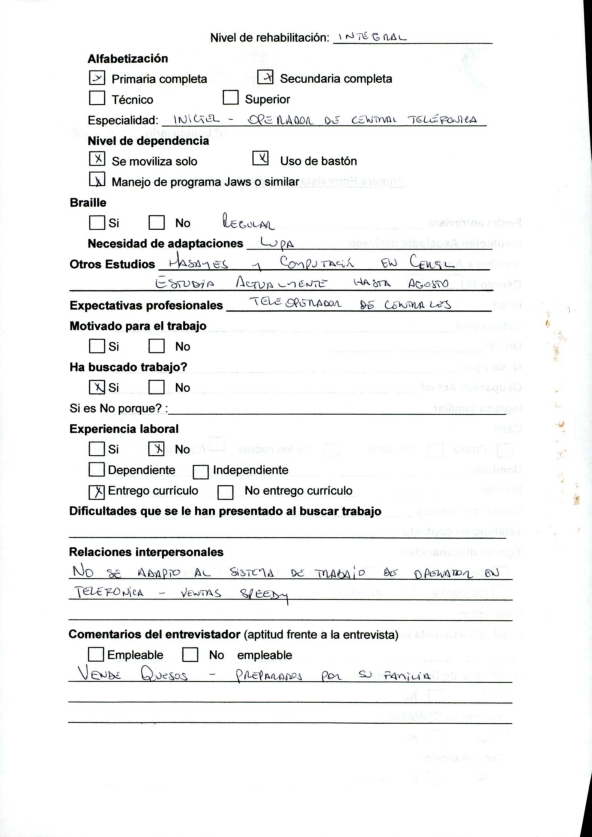 Nivel de rehabilitación: INTEGRAL
Alfabetización
☒ Primaria completa ☒ Secundaria completa
☐ Técnico ☐ Superior
Especialidad: INICTEL - OPERADOR DE CENTRAL TELEFONICA
Nivel de dependencia
☒ Se moviliza solo ☒ Uso de bastón
☒ Manejo de programa Jaws o similar
Braille
☐ Si ☐ No REGULAR
Necesidad de adaptaciones LUPA
Otros Estudios MASAJES Y COMPUTACIÓN EN
ESTUDIA ACTUALMENTE HASTA AGOSTO
Expectativas profesionales TELEOPERADOR DE CENTRALES
Motivado para el trabajo
☐ Si ☐ No
Ha buscado trabajo?
☒ Si ☐ No
Si es No porque? :
Experiencia laboral
☐ Si ☒ No
☐ Dependiente ☐ Independiente
☒ Entrego currículo ☐ No entrego currículo
Dificultades que se le han presentado al buscar trabajo
Relaciones interpersonales
NO SE ADAPTO AL SISTEMA DE TRABAJO DE OPERADOR EN
TELEFONICA - VENTAS SPEEDY
Comentarios del entrevistador (aptitud frente a la entrevista)
☐ Empleable ☐ No empleable
VENDE QUESOS - PREPARADOS POR SU FAMILIA